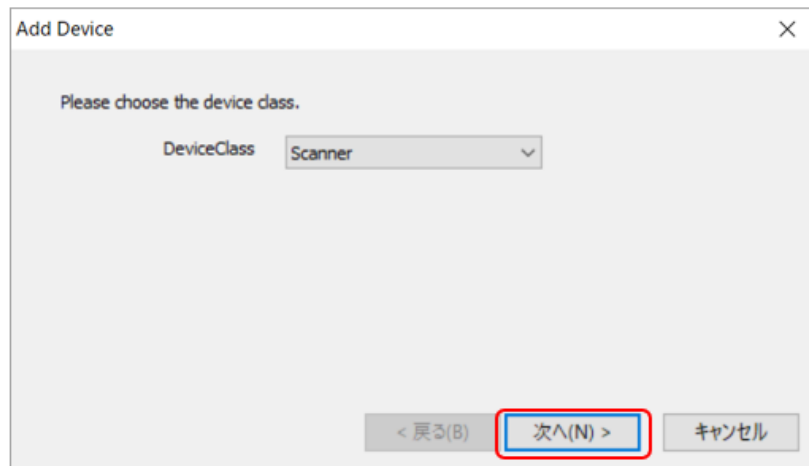 Add Device
Please choose the device class.
DeviceClass Scanner
< 戻る(B) 次へ(N) > キャンセル